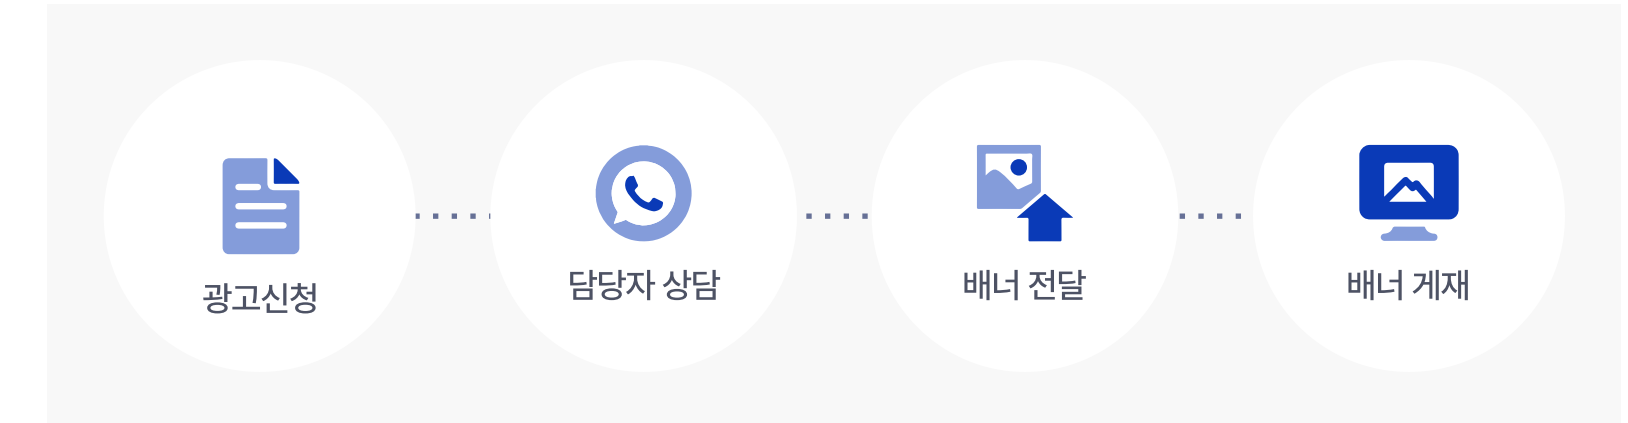 광고신청
담당자 상담
배너 전달
배너 게재